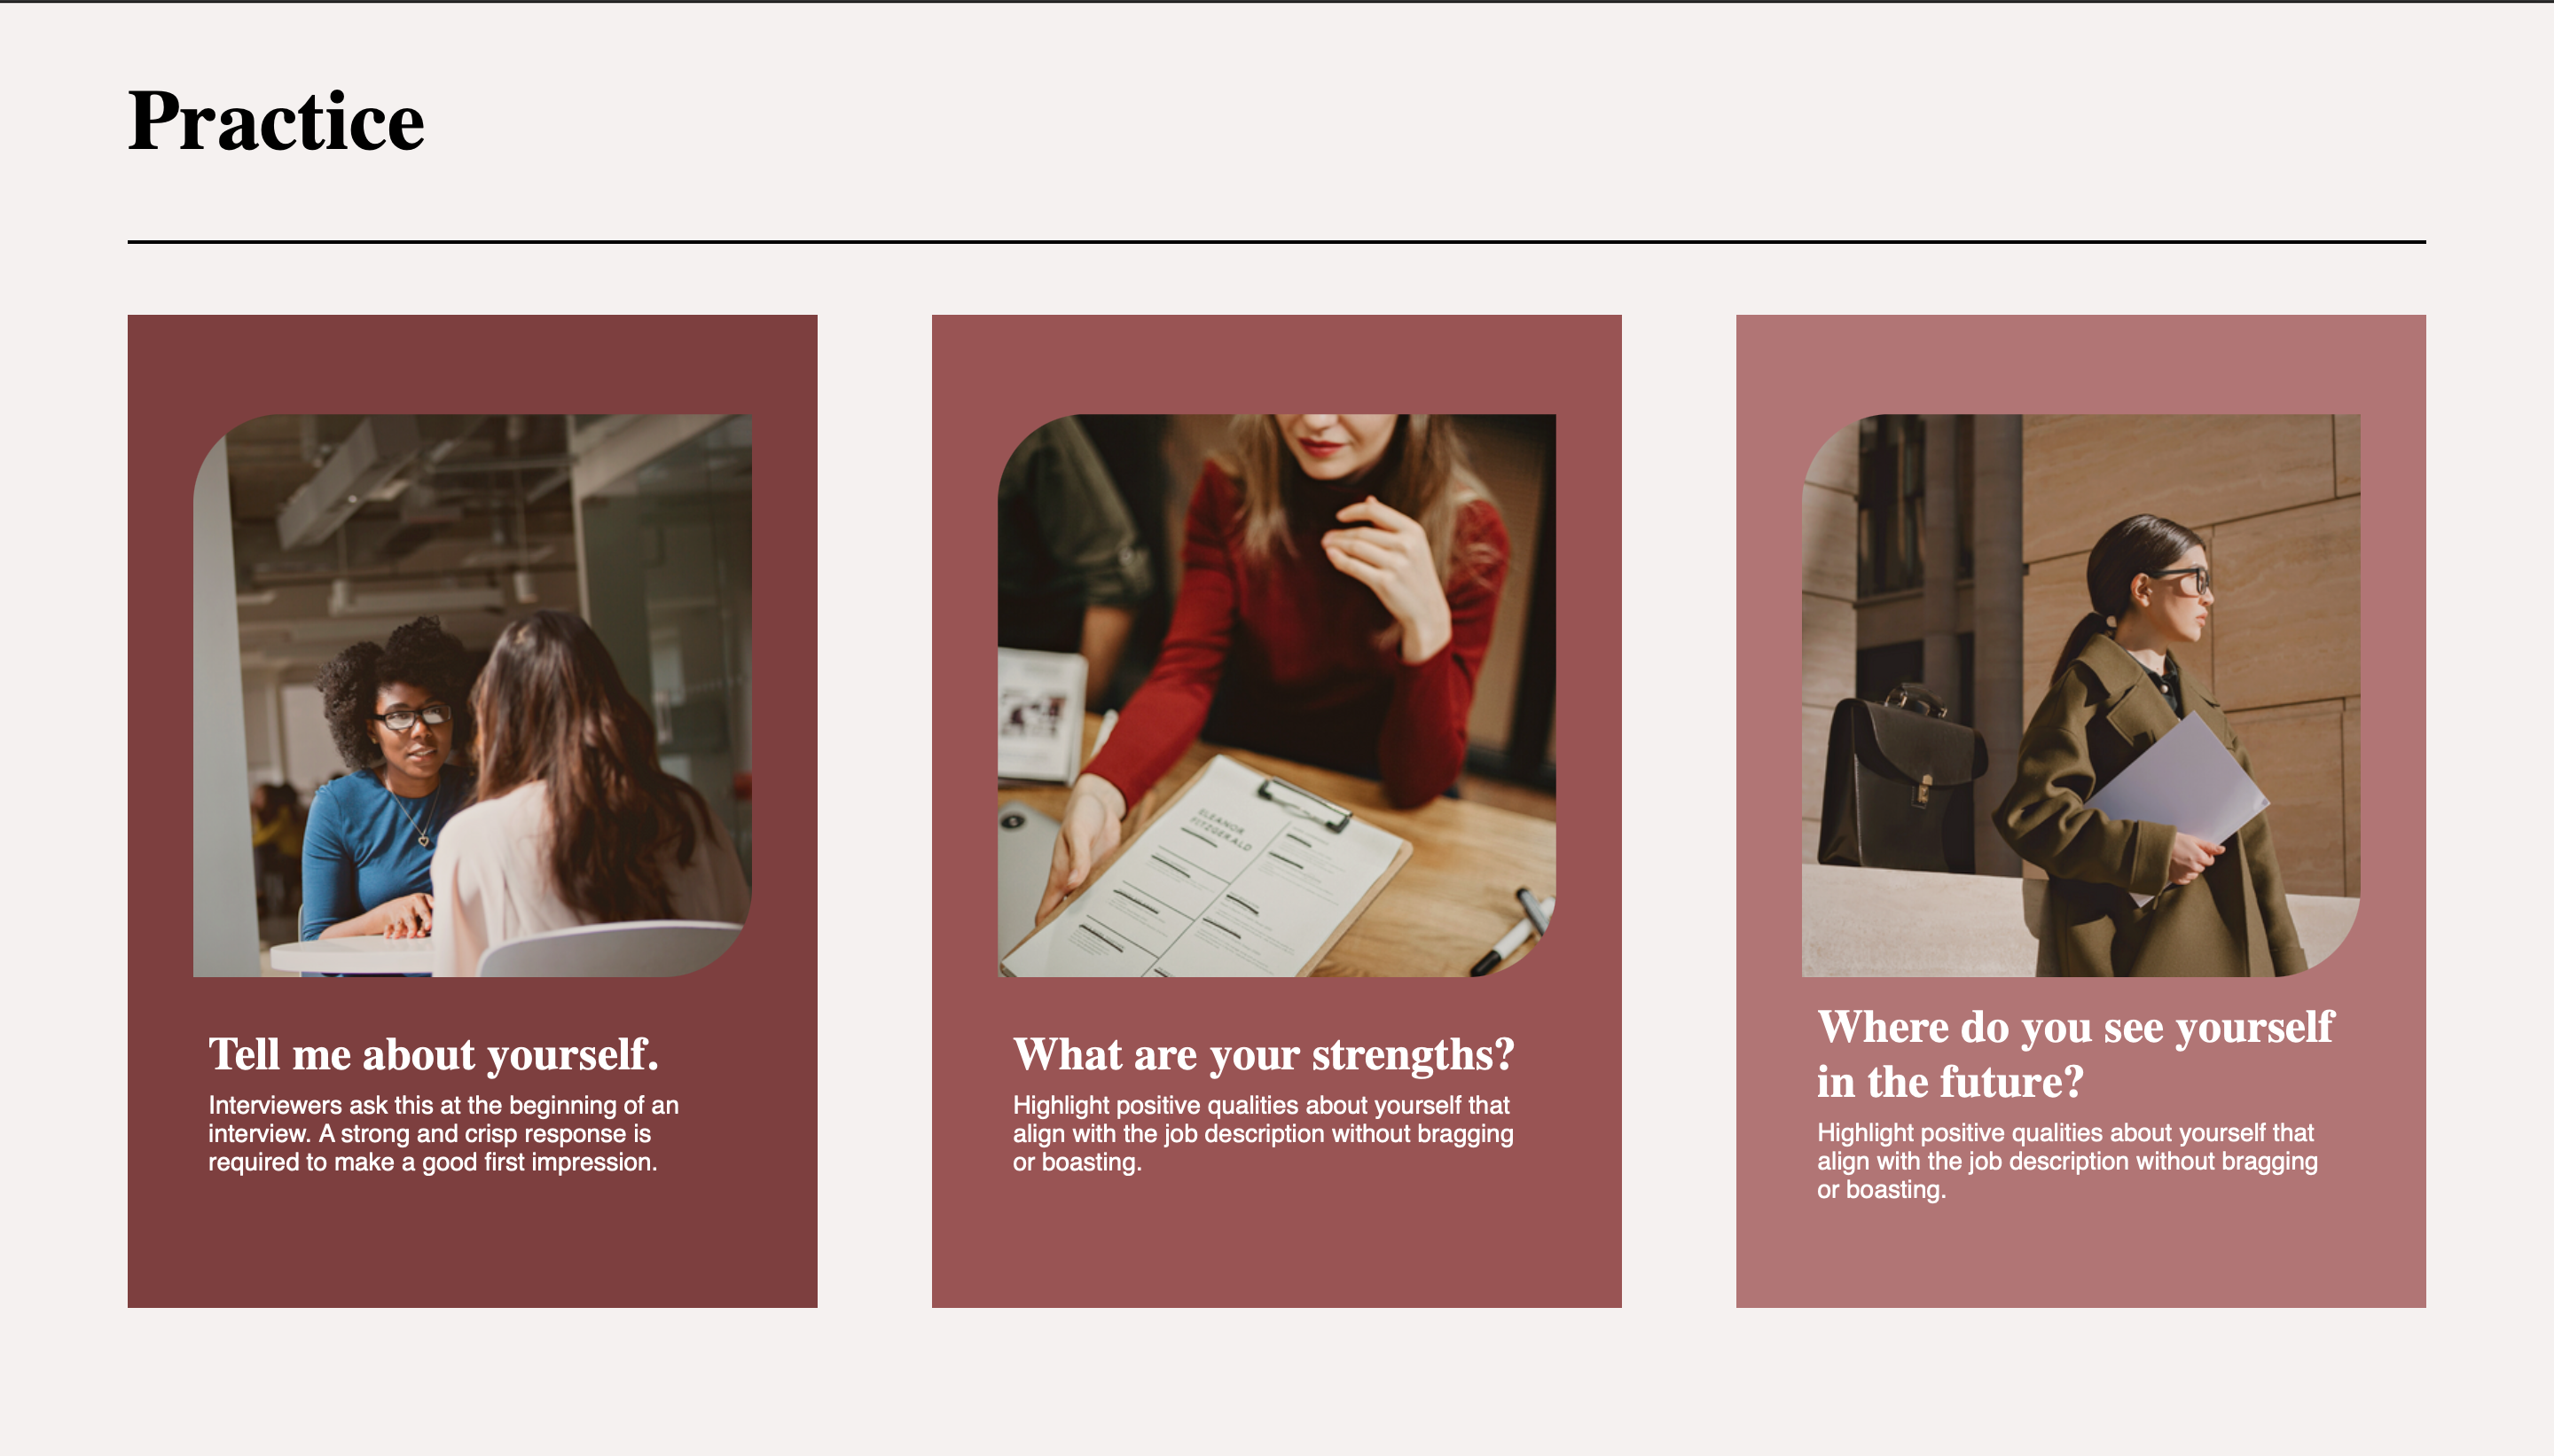 Practice
ELEANOR
FITZGERALD
Tell me about yourself.
Interviewers ask this at the beginning of an
interview. A strong and crisp response is
required to make a good first impression.
What are your strengths?
Highlight positive qualities about yourself that
align with the job description without bragging
or boasting.
Where do you see yourself
in the future?
Highlight positive qualities about yourself that
align with the job description without bragging
or boasting.